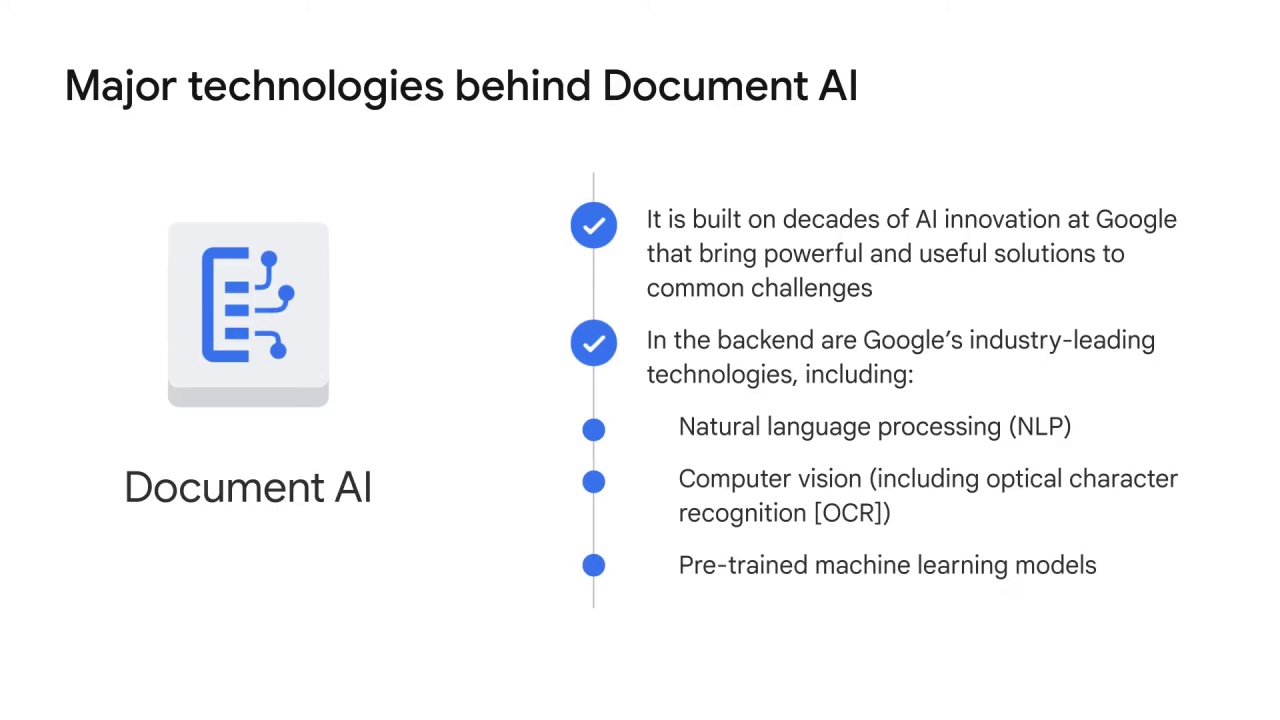 Major technologies behind Document AI
Document AI
It is built on decades of AI innovation at Google
that bring powerful and useful solutions to
common challenges
In the backend are Google’s industry-leading
technologies, including:
Natural language processing (NLP)
Computer vision (including optical character
recognition [OCR])
Pre-trained machine learning models